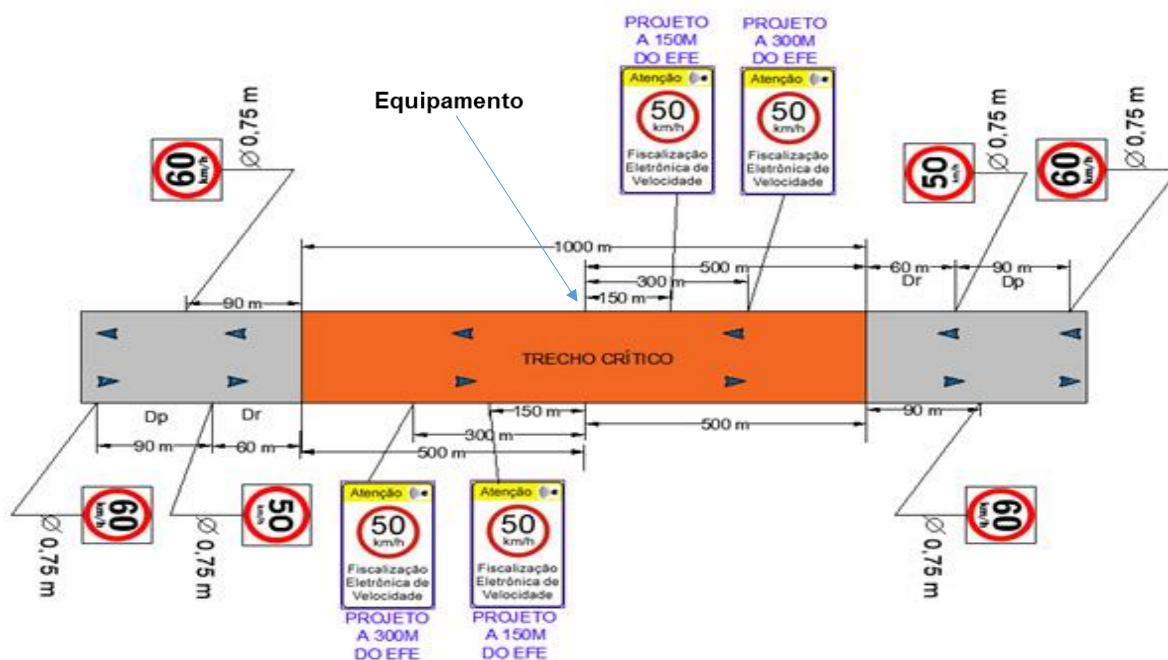 PROJETO
A 150M
DO EFE
PROJETO
A 300M
DO EFE
Atenção
50
km/h
Fiscalização
Eletrônica de
Velocidade
Atenção
50
km/h
Fiscalização
Eletrônica de
Velocidade
Equipamento
60
km/h
Ø 0,75 m
50
km/h
Ø 0,75 m
60
km/h
Ø 0,75 m
1000 m
500 m
60 m
90 m
300 m
Dr
Dp
150 m
90 m
TRECHO CRÍTICO
Dp
Dr
150 m
90 m
300 m
500 m
90 m
60 m
500 m
60
km/h
Ø 0,75 m
50
km/h
Ø 0,75 m
Atenção
50
km/h
Fiscalização
Eletrônica de
Velocidade
PROJETO
A 300M
DO EFE
Atenção
50
km/h
Fiscalização
Eletrônica de
Velocidade
PROJETO
A 150M
DO EFE
60
km/h
Ø 0,75 m